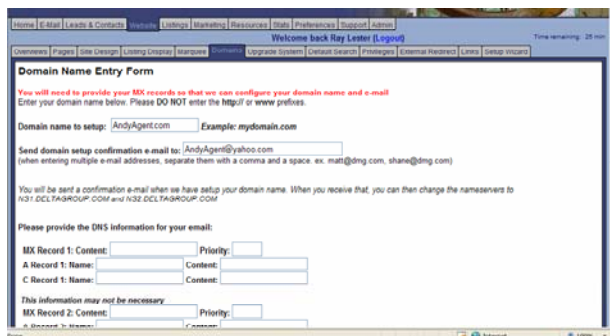 Home E-Mail Leads & Contacts Website Listings Marketing Resources Stats Preferences Support Admin
Welcome back Ray Lester (Logout)
Time remaining: 25 min
Overviews Pages Site Design Listing Display Marquee Domains Upgrade System Default Search Privileges External Redirect Links Setup Wizard
Domain Name Entry Form
You will need to provide your MX records so that we can configure your domain name and e-mail
Enter your domain name below. Please DO NOT enter the http:// or www prefixes.
Domain name to setup: AndyAgent.com Example: mydomain.com
Send domain setup confirmation e-mail to: AndyAgent@yahoo.com
(when entering multiple e-mail addresses, separate them with a comma and a space. ex. matt@dmg.com, shane@dmg.com)
You will be sent a confirmation e-mail when we have setup your domain name. When you receive that, you can then change the nameservers to
NS1.DELTAGROUP.COM and NS2.DELTAGROUP.COM
Please provide the DNS information for your email:
MX Record 1: Content: Priority:
A Record 1: Name: Content:
C Record 1: Name: Content:
This information may not be necessary
MX Record 2: Content: Priority:
A Record 2: Name: Content:
Internet